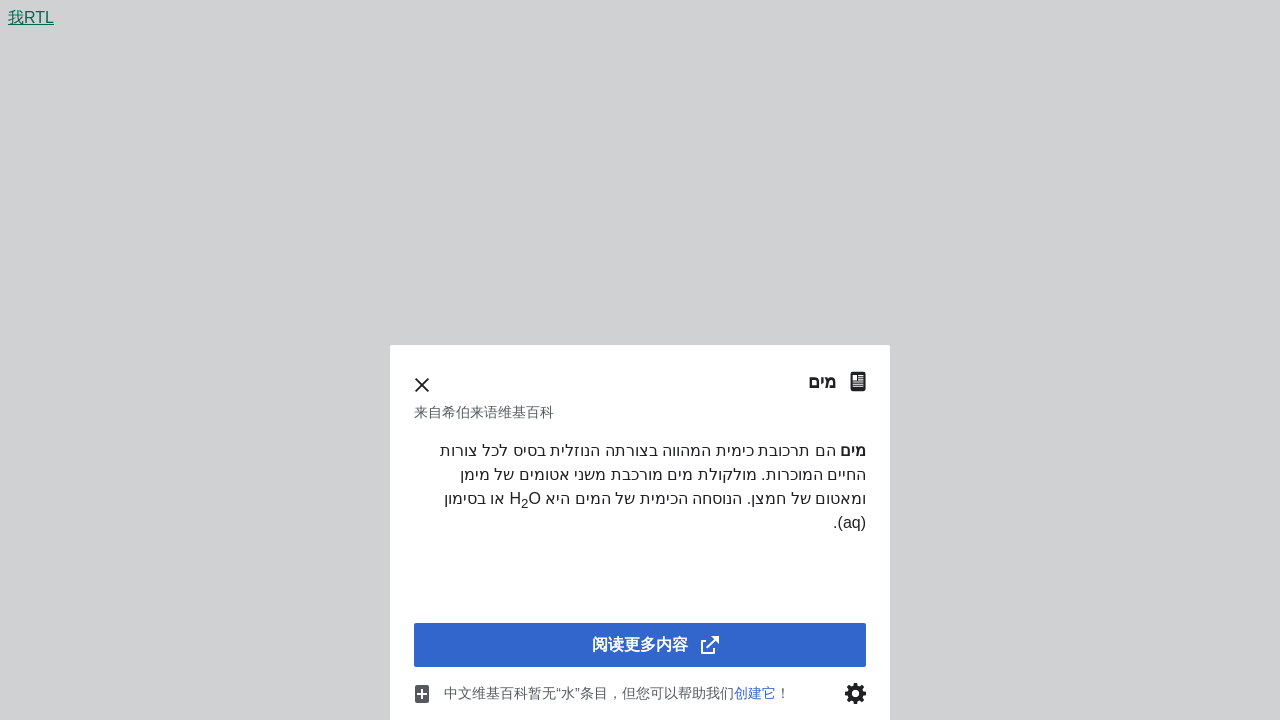 我RTL
מים
来自希伯来语维基百科
מים הם תרכובת כימית המהווה בצורתה הנוזלית בסיס לכל צורות
החיים המוכרות. מולקולת מים מורכבת משני אטומים של מימן
ומאטום של חמצן. הנוסחה הכימית של המים היא H₂O או בסימון
(aq).
阅读更多内容
中文维基百科暂无“水”条目，但您可以帮助我们创建它！